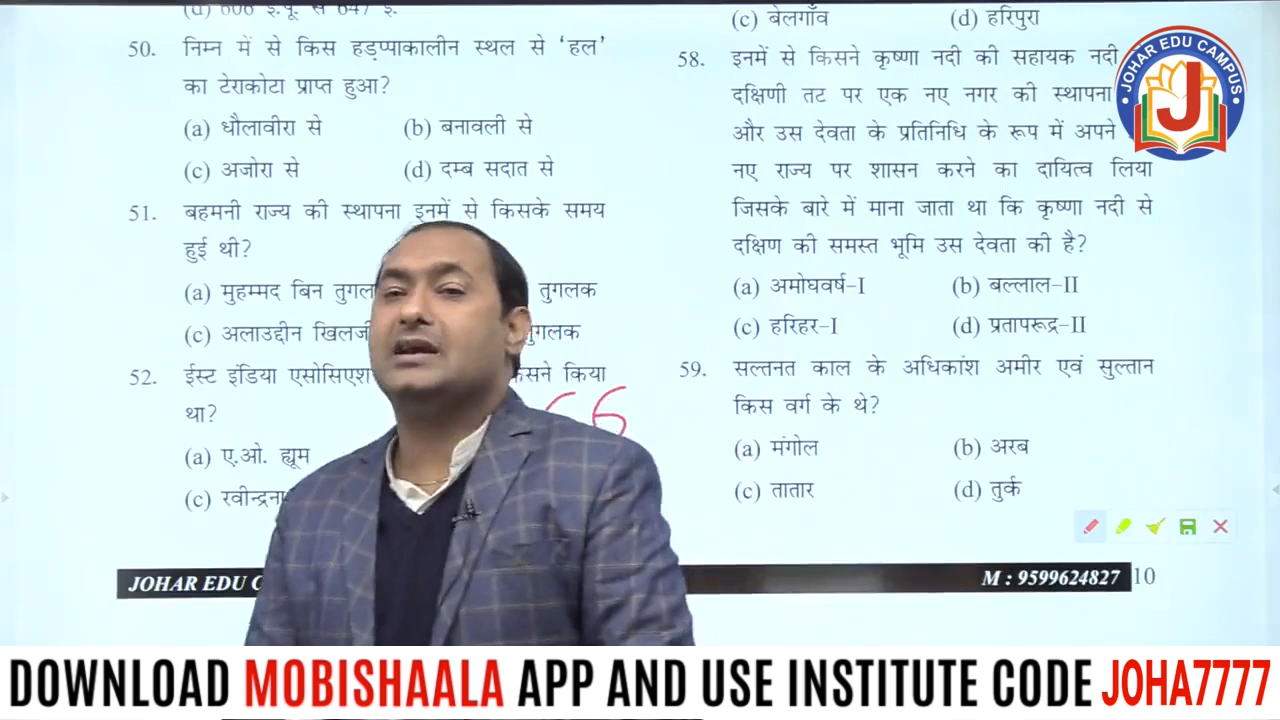 50. निम्न में से किस हड़प्पाकालीन स्थल से 'हल'
का टेराकोटा प्राप्त हुआ?
(a) धौलावीरा से (b) बनावली से
(c) अजोरा से (d) दम्ब सदात से
51. बहमनी राज्य की स्थापना इनमें से किसके समय
हुई थी?
(a) मुहम्मद बिन तुगल तुगलक
(c) अलाउद्दीन खिलजी तुगलक
52. ईस्ट इंडिया एसोसिएश किया
था?
66
(a) ए.ओ. ह्यूम
(c) रवीन्द्रना
(c) बेलगाँव (d) हरिपुरा
58. इनमें से किसने कृष्णा नदी की सहायक नदी
दक्षिणी तट पर एक नए नगर की स्थापना
और उस देवता के प्रतिनिधि के रूप में अपने
नए राज्य पर शासन करने का दायित्व लिया
जिसके बारे में माना जाता था कि कृष्णा नदी से
दक्षिण की समस्त भूमि उस देवता की है?
(a) अमोघवर्ष-I (b) बल्लाल-II
(c) हरिहर-I (d) प्रतापरूद्र-II
59. सल्तनत काल के अधिकांश अमीर एवं सुल्तान
किस वर्ग के थे?
(a) मंगोल (b) अरब
(c) तातार (d) तुर्क
JOHAR EDU CAMPUS
J
JOHAR EDU C M : 9599624827 10
DOWNLOAD MOBISHAALA APP AND USE INSTITUTE CODE JOHA7777